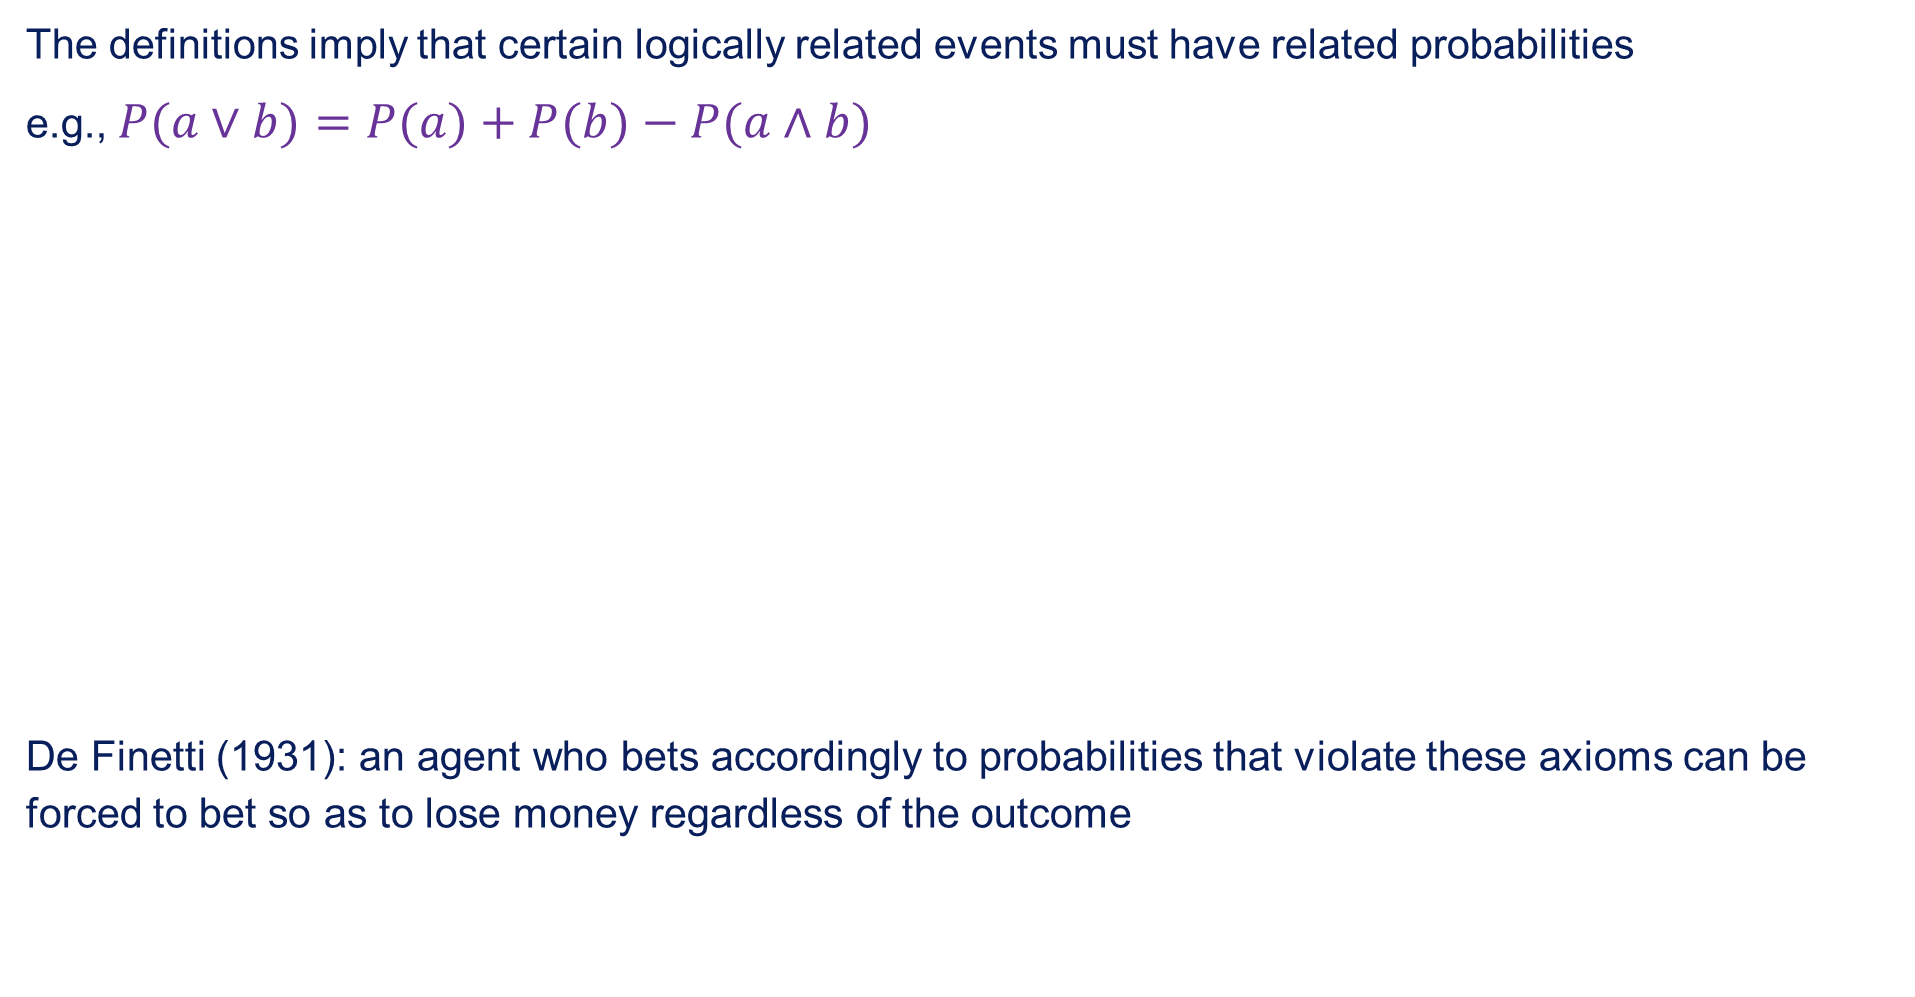 The definitions imply that certain logically related events must have related probabilities
e.g., P(a ∨ b) = P(a) + P(b) − P(a ∧ b)
De Finetti (1931): an agent who bets accordingly to probabilities that violate these axioms can be
forced to bet so as to lose money regardless of the outcome